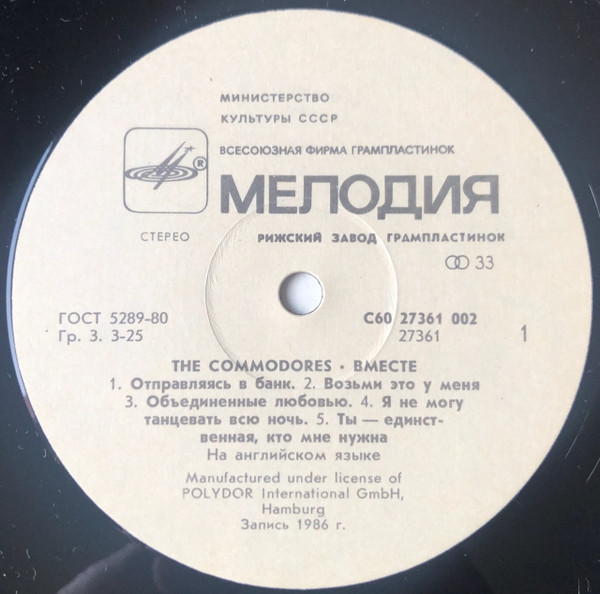 МИНИСТЕРСТВО
КУЛЬТУРЫ СССР
ВСЕСОЮЗНАЯ ФИРМА ГРАМПЛАСТИНОК
®
МЕЛОДИЯ
СТЕРЕО
РИЖСКИЙ ЗАВОД ГРАМПЛАСТИНОК
33
ГОСТ 5289-80
С60 27361 002
Гр. 3. 3-25
27361
1
THE COMMODORES · ВМЕСТЕ
1. Отправляясь в банк. 2. Возьми это у меня
3. Объединенные любовью. 4. Я не могу
танцевать всю ночь. 5. Ты — единст-
венная, кто мне нужна
На английском языке
Manufactured under license of
POLYDOR International GmbH,
Hamburg
Запись 1986 г.